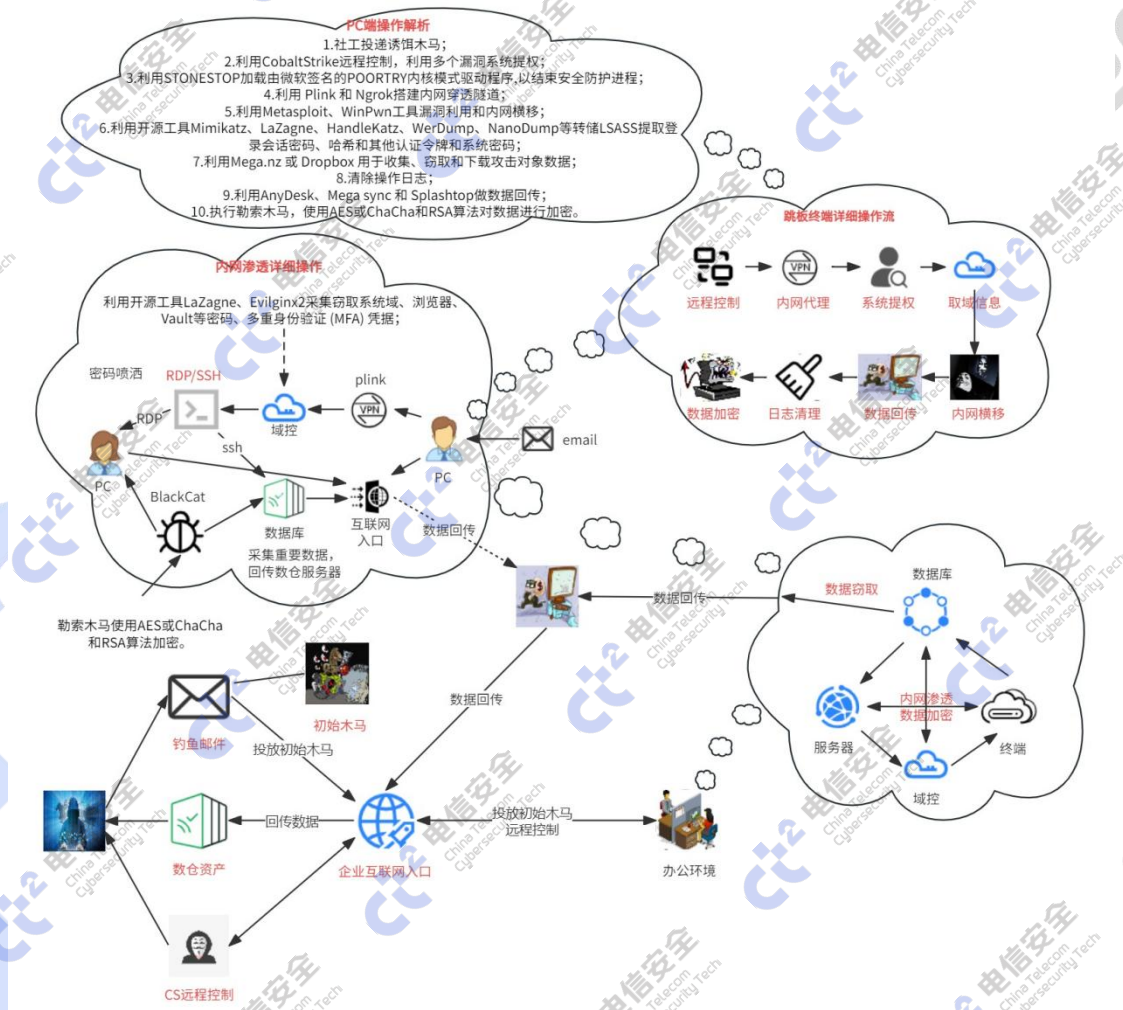 PC端操作解析
1.社工投递诱饵木马；
2.利用CobaltStrike远程控制，利用多个漏洞系统提权；
3.利用STONESTOP加载由微软签名的POORTRY内核模式驱动程序,以结束安全防护进程；
4.利用 Plink 和 Ngrok搭建内网穿透隧道；
5.利用Metasploit、WinPwn工具漏洞利用和内网横移；
6.利用开源工具Mimikatz、LaZagne、HandleKatz、WerDump、NanoDump等转储LSASS提取登
录会话密码、哈希和其他认证令牌和系统密码；
7.利用Mega.nz 或 Dropbox 用于收集、窃取和下载攻击对象数据；
8.清除操作日志；
9.利用AnyDesk、Mega sync 和 Splashtop做数据回传；
10.执行勒索木马，使用AES或ChaCha和RSA算法对数据进行加密。
跳板终端详细操作流
VPN
远程控制
内网代理
系统提权
取域信息
数据加密
日志清理
数据回传
内网横移
内网渗透详细操作
利用开源工具LaZagne、Evilginx2采集窃取系统域、浏览器、
Vault等密码、多重身份验证 (MFA) 凭据；
密码喷洒
RDP/SSH
plink
VPN
RDP
域控
ssh
email
PC
PC
BlackCat
数据库
互联网
入口
数据回传
采集重要数据，
回传数仓服务器
勒索木马使用AES或ChaCha
和RSA算法加密。
数据回传
数据窃取
数据库
内网渗透
数据加密
服务器
终端
域控
数据回传
初始木马
钓鱼邮件
投放初始木马
回传数据
投放初始木马
远程控制
数仓资产
企业互联网入口
办公环境
CS远程控制
电信安全
China Telecom
Cybersecurity Tech